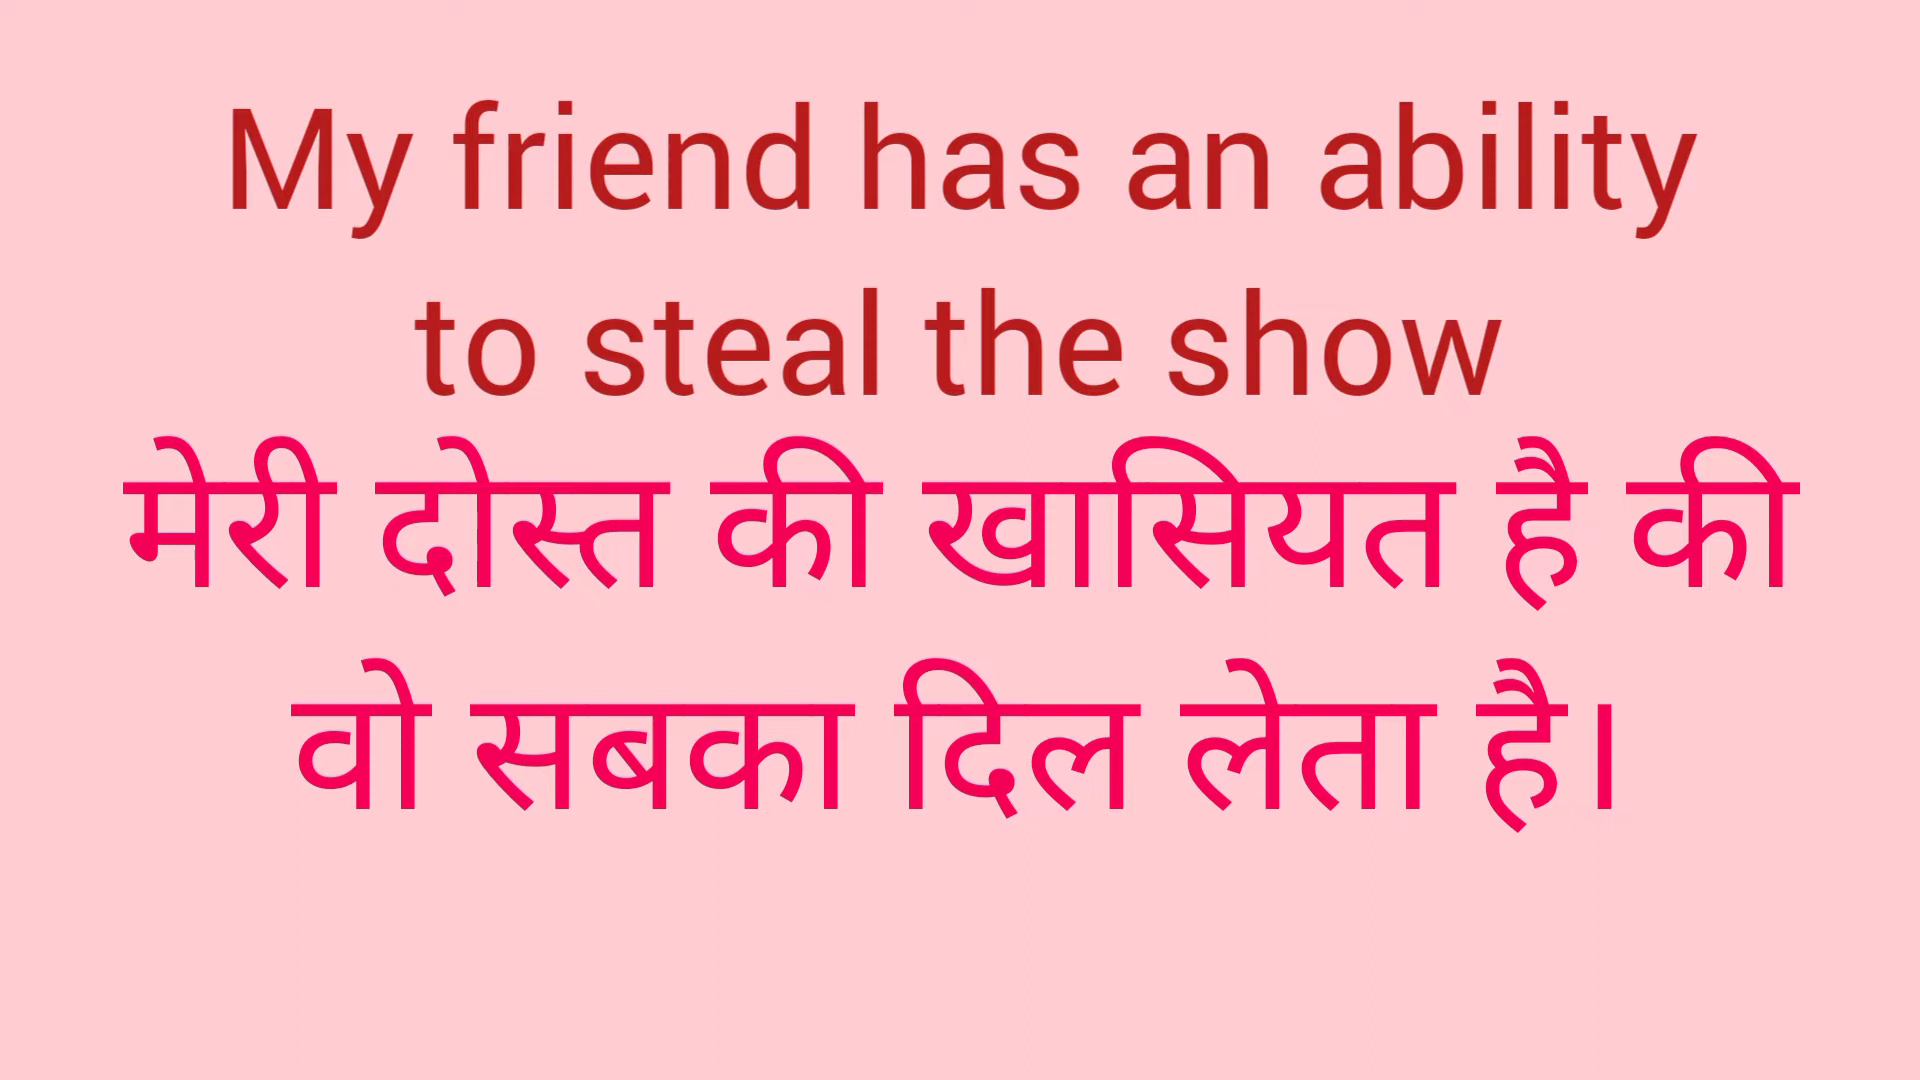 My friend has an ability
to steal the show
मेरी दोस्त की खासियत है की
वो सबका दिल लेता है।